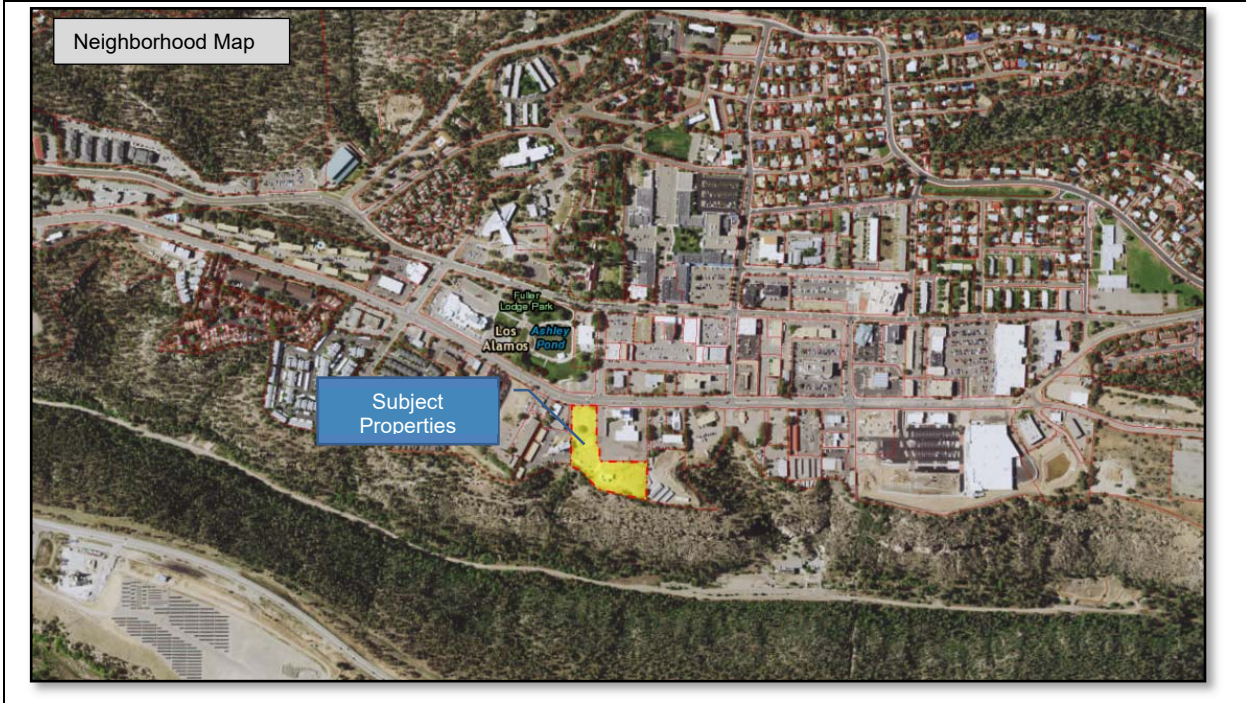 Neighborhood Map
Fuller
Lodge Park
Los
Alamos
Ashley
Pond
Subject
Properties